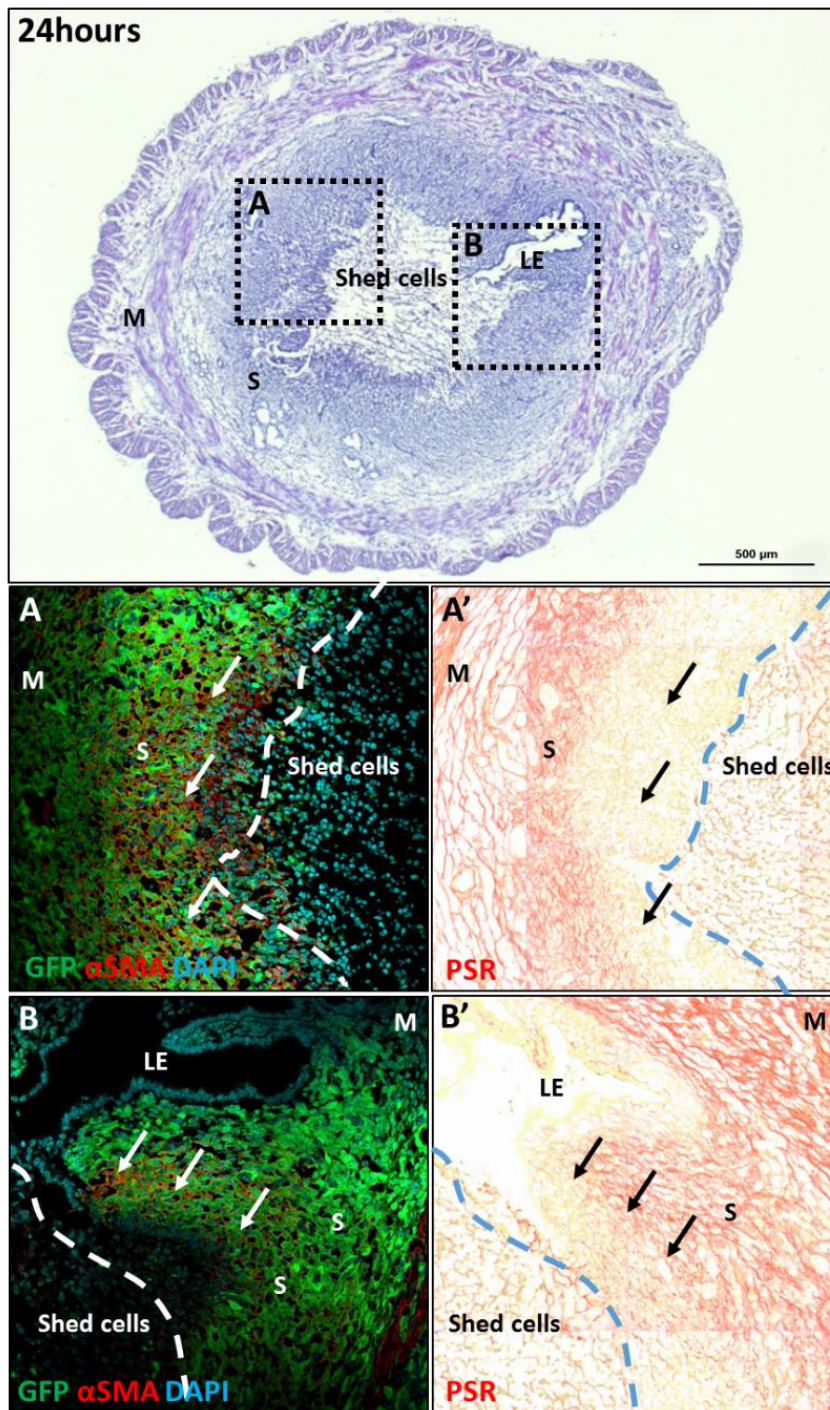 24hours
A
B
LE
Shed cells
M
S
500 µm
A
M
S
Shed cells
GFP αSMA DAPI
A’
M
S
Shed cells
PSR
B
M
LE
S
S
Shed cells
GFP αSMA DAPI
B’
M
LE
S
Shed cells
PSR